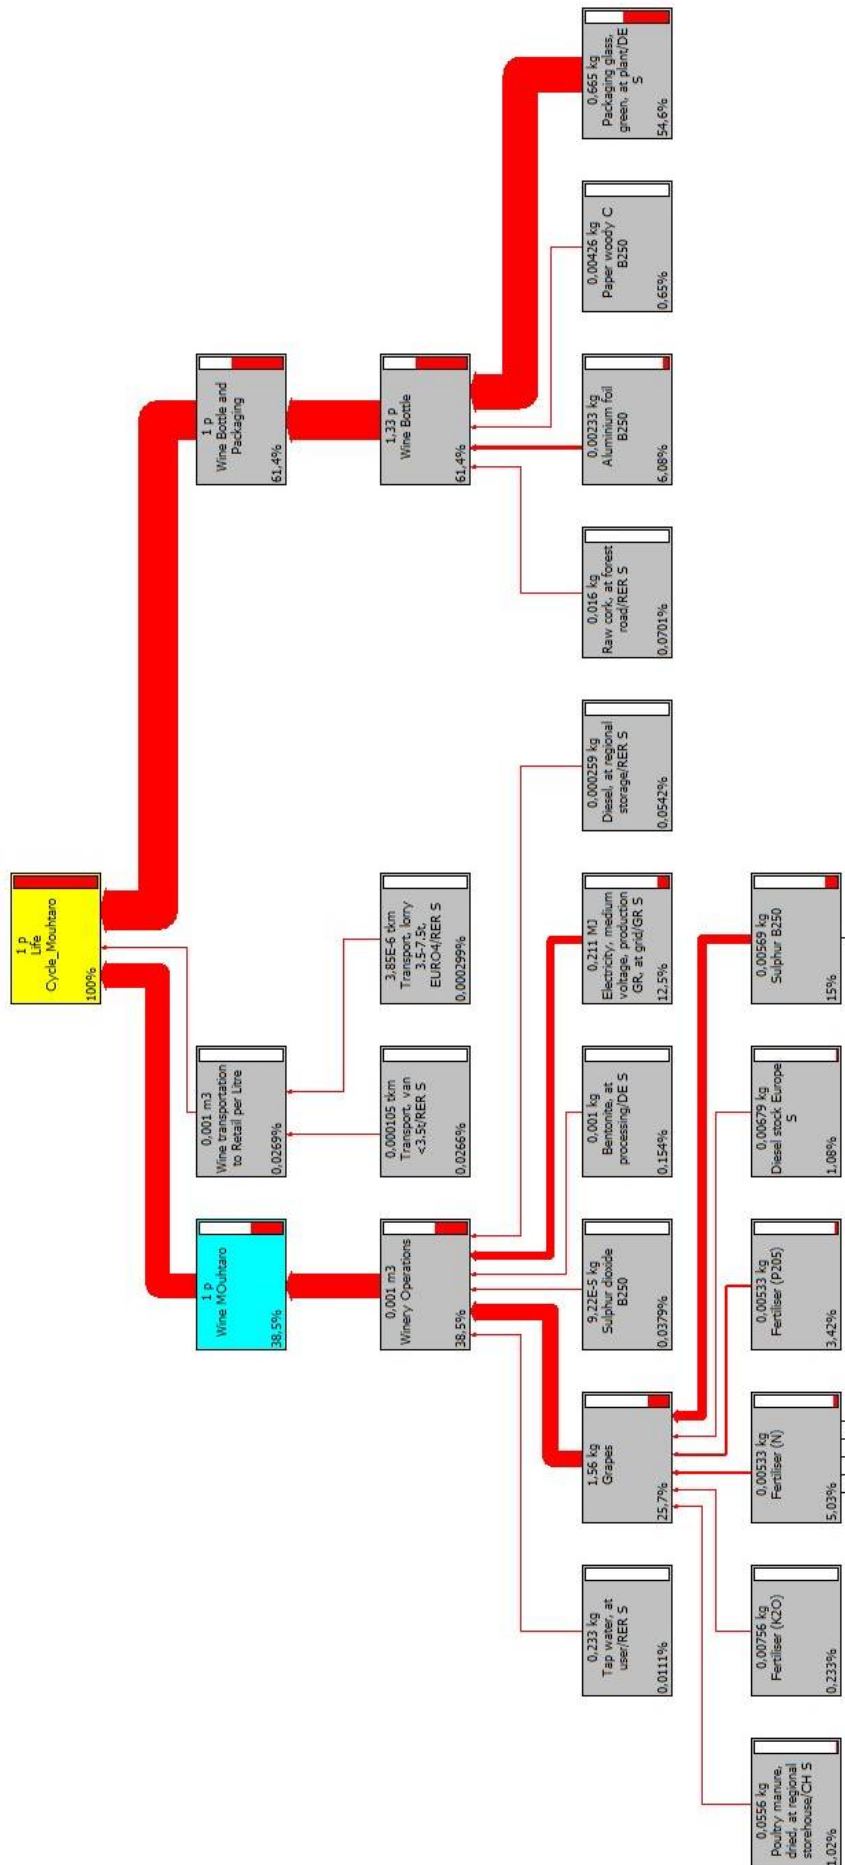 1 p
Life
Cycle_Mouhtaro
100%
1 p
Wine MOuhtaro
38,5%
0,001 m3
Wine transportation
to Retail per Litre
0,0269%
1 p
Wine Bottle and
Packaging
61,4%
0,001 m3
Winery Operations
38,5%
0,000105 tkm
Transport, van
<3.5t/RER S
0,0266%
3,85E-6 tkm
Transport, lorry
3.5-7.5t,
EURO4/RER S
0,000299%
1,33 p
Wine Bottle
61,4%
0,233 kg
Tap water, at
user/RER S
0,0111%
1,56 kg
Grapes
25,7%
9,22E-5 kg
Sulphur dioxide
B250
0,0379%
0,001 kg
Bentonite, at
processing/DE S
0,154%
0,211 MJ
Electricity, medium
voltage, production
GR, at grid/GR S
12,5%
0,000259 kg
Diesel, at regional
storage/RER S
0,0542%
0,016 kg
Raw cork, at forest
road/RER S
0,0701%
0,00233 kg
Aluminium foil
B250
6,08%
0,00426 kg
Paper woody C
B250
0,65%
0,665 kg
Packaging glass,
green, at plant/DE
S
54,6%
0,0556 kg
Poultry manure,
dried, at regional
storehouse/CH S
1,02%
0,00756 kg
Fertiliser (K2O)
0,233%
0,00533 kg
Fertiliser (N)
5,03%
0,00533 kg
Fertiliser (P205)
3,42%
0,00679 kg
Diesel stock Europe
S
1,08%
0,00569 kg
Sulphur B250
15%